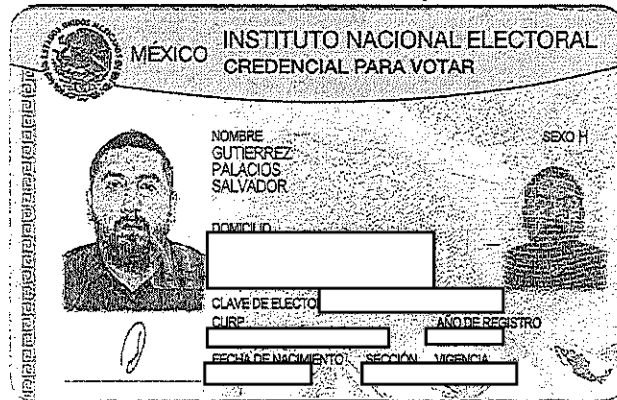 MÉXICO
INSTITUTO NACIONAL ELECTORAL
CREDENCIAL PARA VOTAR
NOMBRE
GUTIERREZ
PALACIOS
SALVADOR
SEXO H
DOMICILIO
CLAVE DE ELECTO
CURP
AÑO DE REGISTRO
FECHA DE NACIMIENTO
SECCIÓN
VIGENCIA